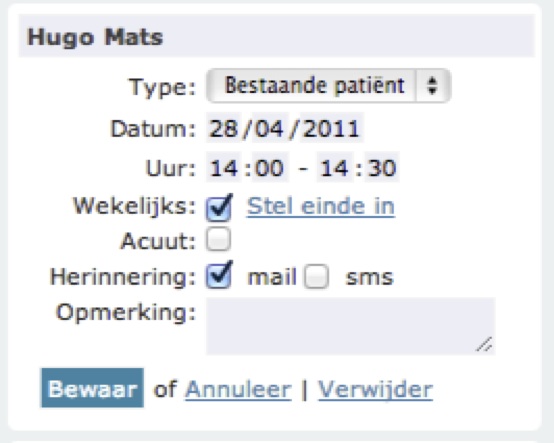 Hugo Mats
Type: Bestaande patiënt
Datum: 28/04/2011
Uur: 14:00 - 14:30
Wekelijks: Stel einde in
Acuut:
Herinnering: mail sms
Opmerking:
Bewaar of Annuleer | Verwijder